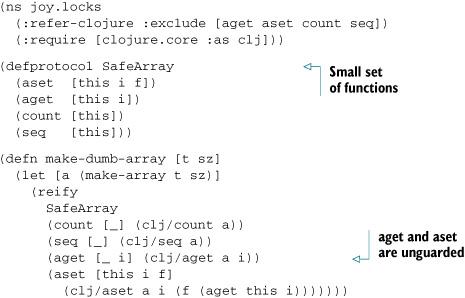 (ns joy.locks
  (:refer-clojure :exclude [aget aset count seq])
  (:require [clojure.core :as clj]))
(defprotocol SafeArray
  (aset  [this i f])
  (aget  [this i])
  (count [this])
  (seq   [this]))
Small set
of functions
(defn make-dumb-array [t sz]
  (let [a (make-array t sz)]
    (reify
      SafeArray
      (count [_] (clj/count a))
      (seq [_] (clj/seq a))
      (aget [_ i] (clj/aget a i))
      (aset [this i f]
        (clj/aset a i (f (aget this i)))))))
aget and aset
are unguarded